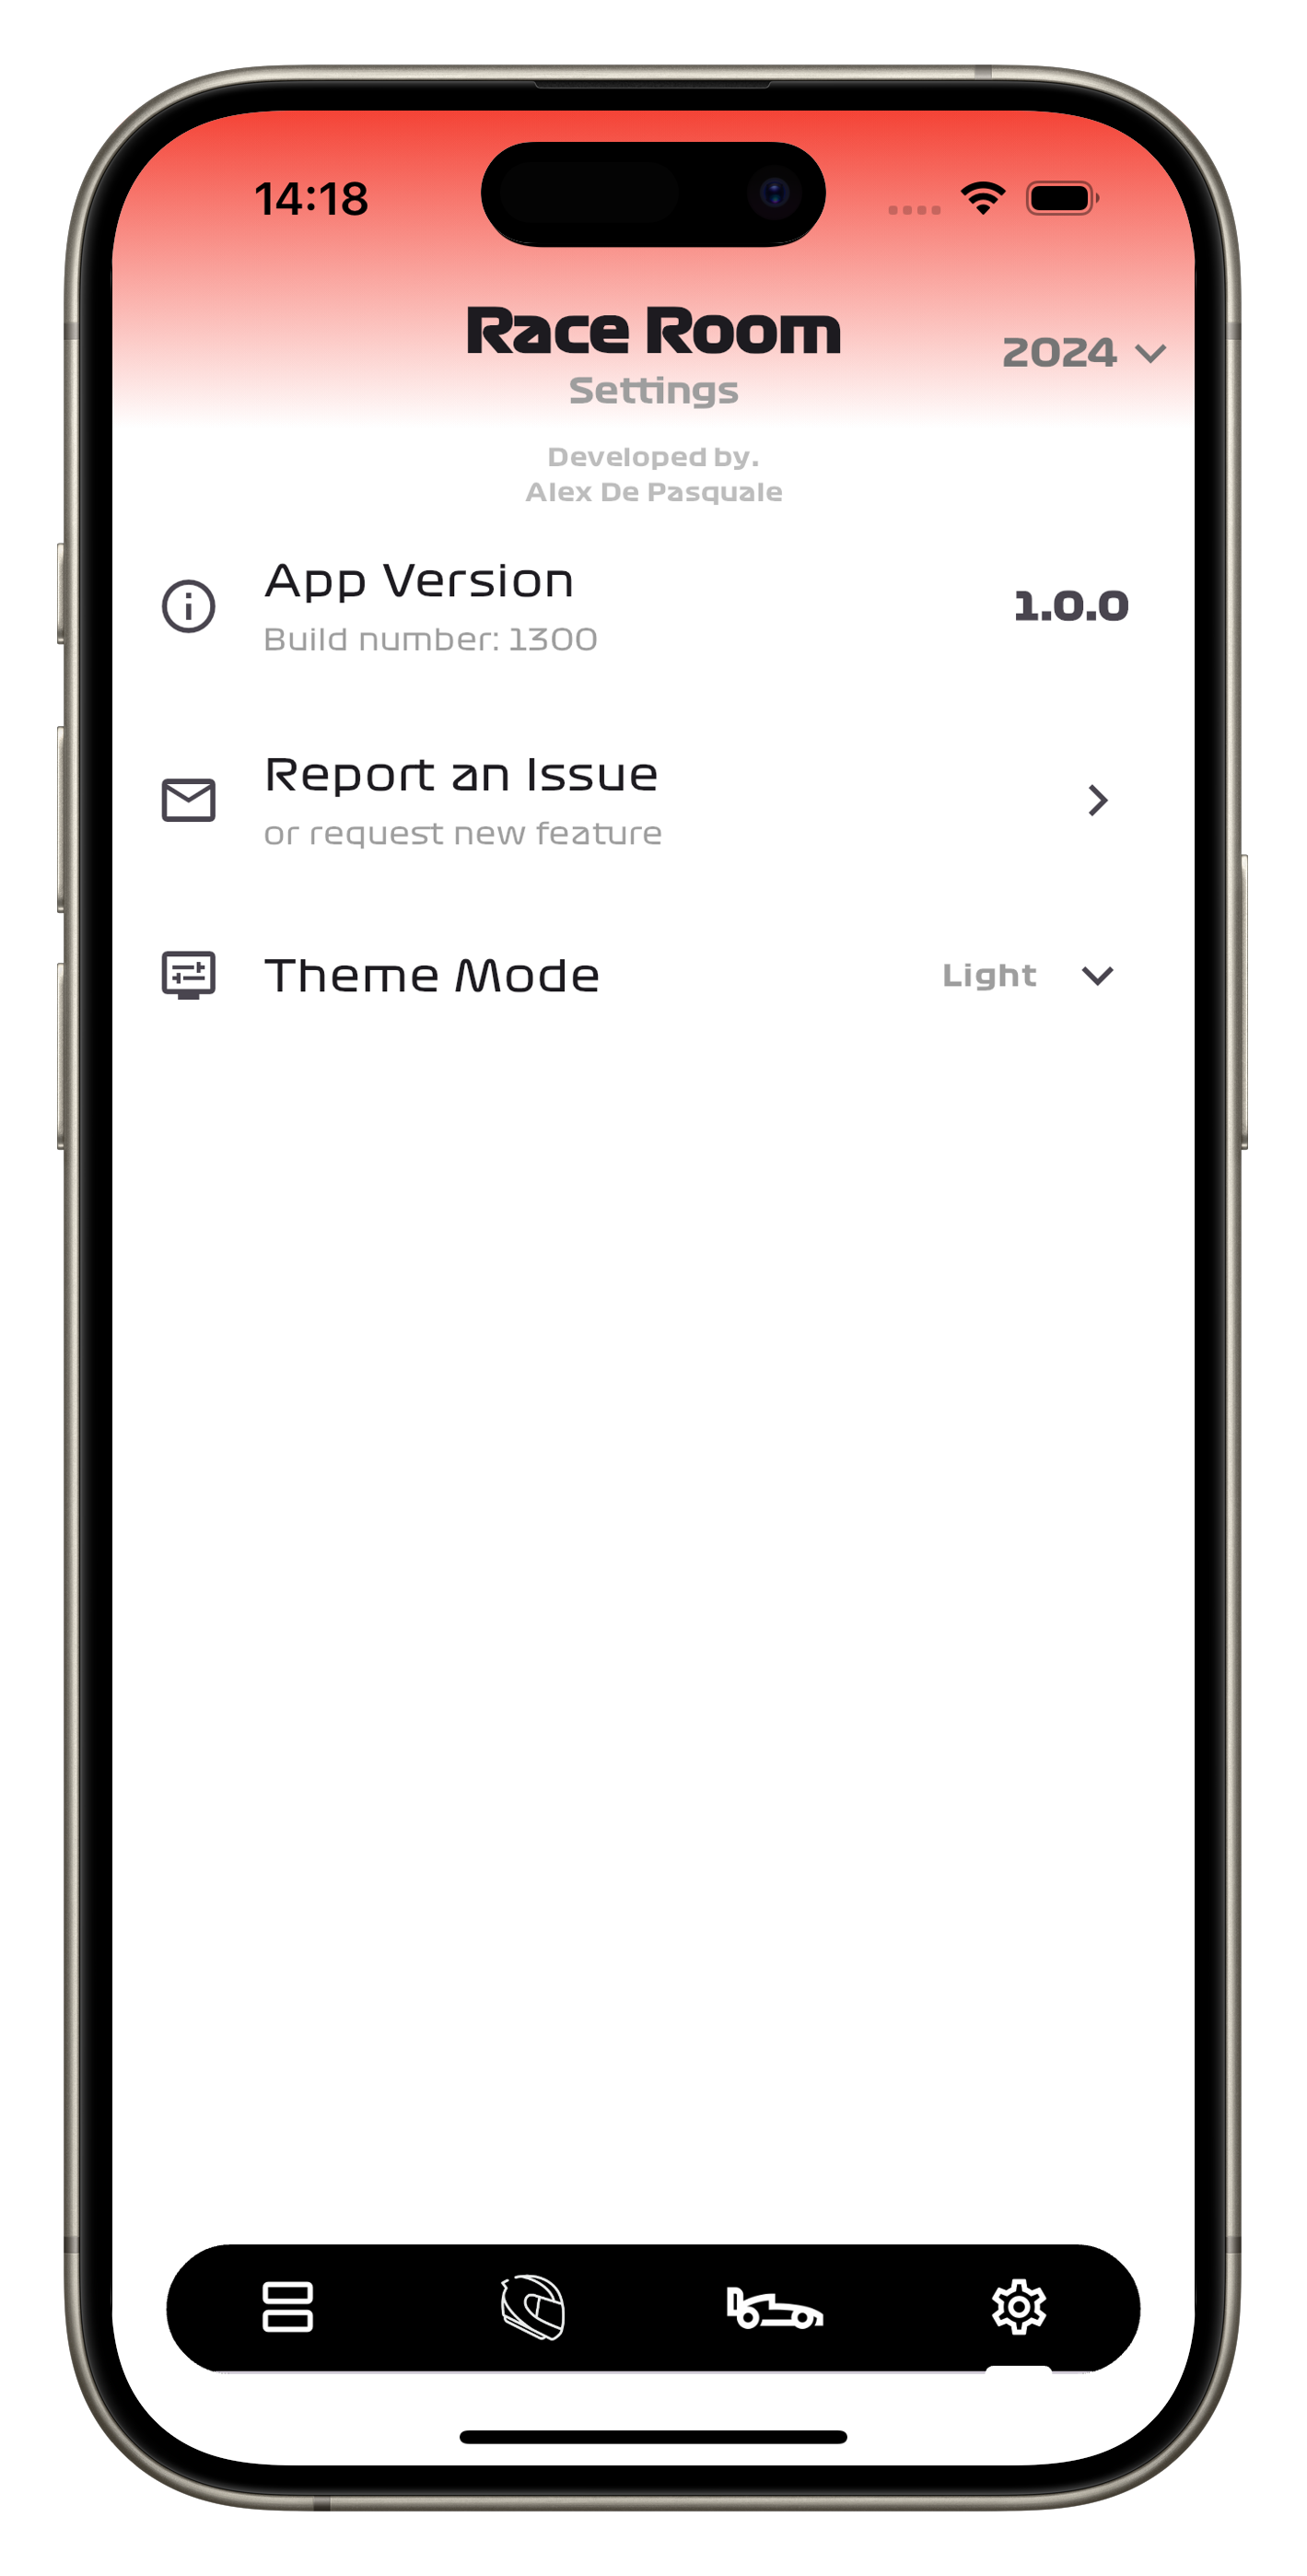 14:18
Race Room
2024
Settings
Developed by.
Alex De Pasquale
App Version
Build number: 1300
1.0.0
Report an Issue
or request new feature
Theme Mode
Light